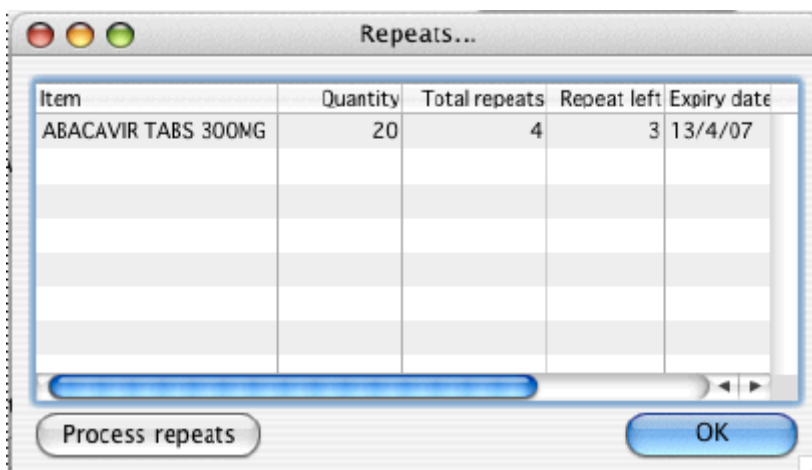 Repeats...
Item Quantity Total repeats Repeat left Expiry date
ABACAVIR TABS 300MG 20 4 3 13/4/07
Process repeats OK